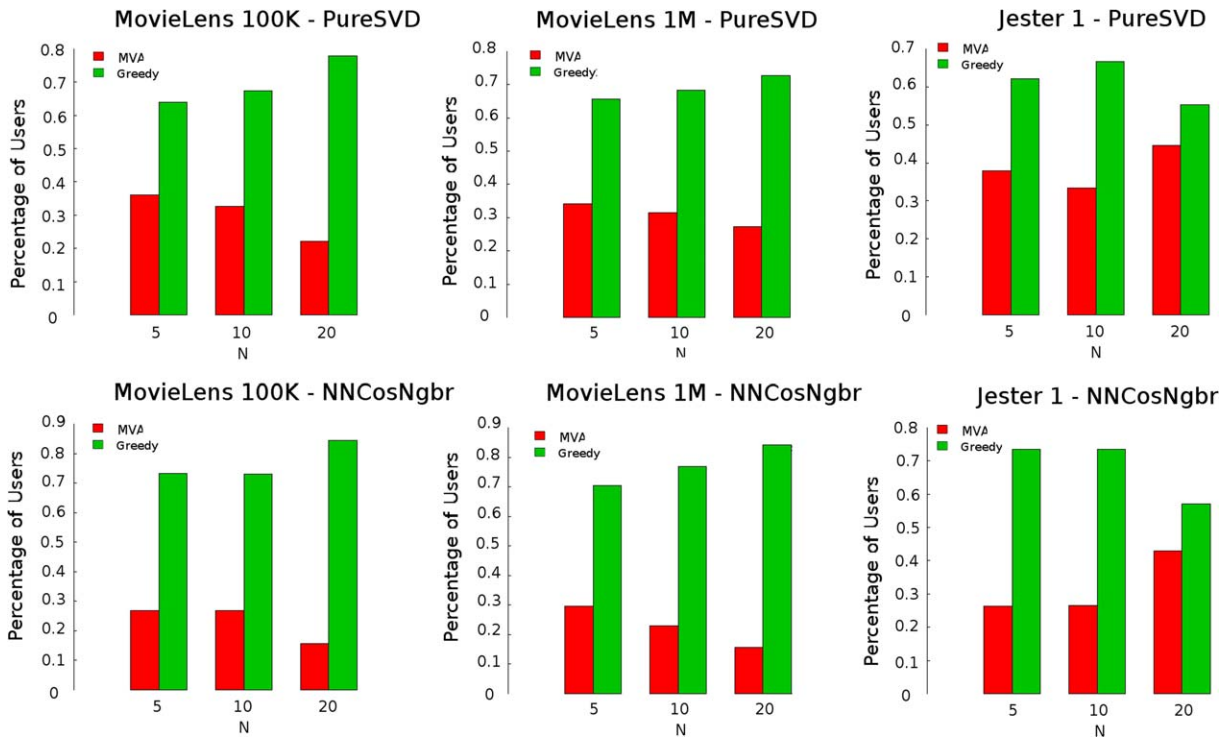 MovieLens 100K - PureSVD
0.8
0.7
0.6
0.5
0.4
0.3
0.2
0.1
0
Percentage of Users
MVA
Greedy
5 10 20
N
MovieLens 1M - PureSVD
0.8
0.7
0.6
0.5
0.4
0.3
0.2
0.1
0
Percentage of Users
MVA
Greedy
5 10 20
N
Jester 1 - PureSVD
0.7
0.6
0.5
0.4
0.3
0.2
0.1
0
Percentage of Users
MVA
Greedy
5 10 20
N
MovieLens 100K - NNCosNgbr
0.9
0.8
0.7
0.6
0.5
0.4
0.3
0.2
0.1
0
Percentage of Users
MVA
Greedy
5 10 20
N
MovieLens 1M - NNCosNgbr
0.9
0.8
0.7
0.6
0.5
0.4
0.3
0.2
0.1
0
Percentage of Users
MVA
Greedy
5 10 20
N
Jester 1 - NNCosNgbr
0.8
0.7
0.6
0.5
0.4
0.3
0.2
0.1
0
Percentage of Users
MVA
Greedy
5 10 20
N